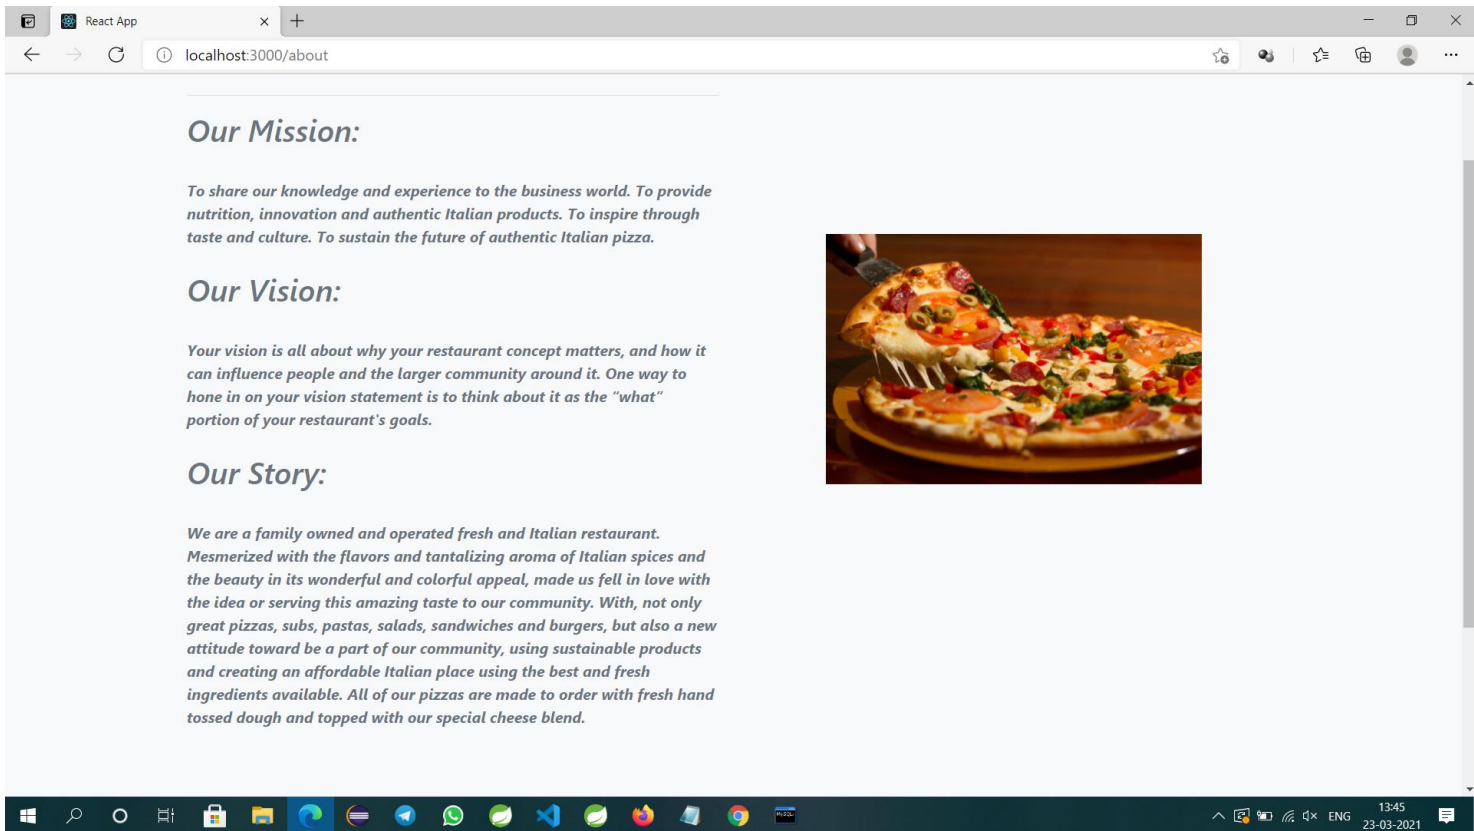 React App
localhost:3000/about
Our Mission:
To share our knowledge and experience to the business world. To provide
nutrition, innovation and authentic Italian products. To inspire through
taste and culture. To sustain the future of authentic Italian pizza.
Our Vision:
Your vision is all about why your restaurant concept matters, and how it
can influence people and the larger community around it. One way to
hone in on your vision statement is to think about it as the “what”
portion of your restaurant's goals.
Our Story:
We are a family owned and operated fresh and Italian restaurant.
Mesmerized with the flavors and tantalizing aroma of Italian spices and
the beauty in its wonderful and colorful appeal, made us fell in love with
the idea or serving this amazing taste to our community. With, not only
great pizzas, subs, pastas, salads, sandwiches and burgers, but also a new
attitude toward be a part of our community, using sustainable products
and creating an affordable Italian place using the best and fresh
ingredients available. All of our pizzas are made to order with fresh hand
tossed dough and topped with our special cheese blend.
ENG
13:45
23-03-2021